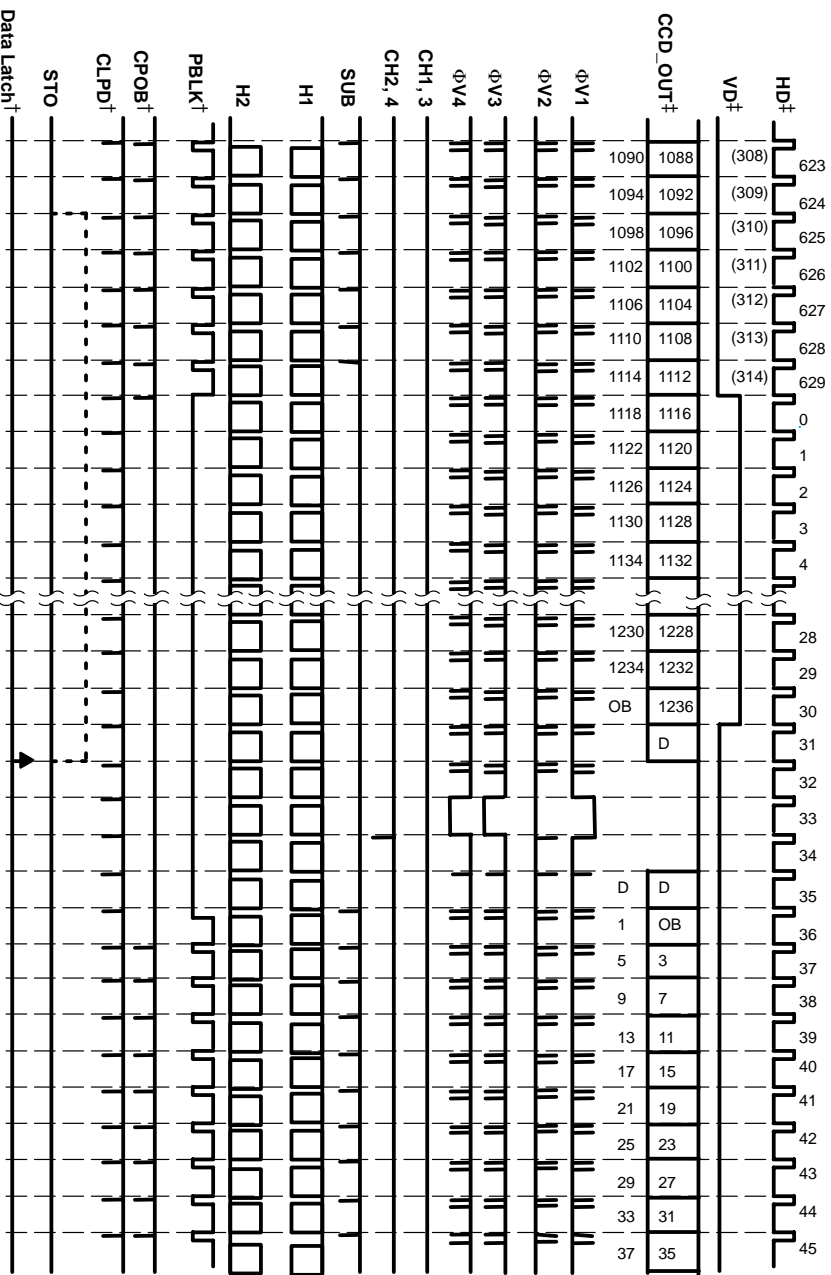 Data Latch†
STO
CLPD†
CPOB†
PBLK†
H2
H1
SUB
CH2, 4
CH1, 3
ΦV4
ΦV3
ΦV2
ΦV1
CCD_OUT‡
VD‡
HD‡
1090 1088 (308) 623
1094 1092 (309) 624
1098 1096 (310) 625
1102 1100 (311) 626
1106 1104 (312) 627
1110 1108 (313) 628
1114 1112 (314) 629
1118 1116 0
1122 1120 1
1126 1124 2
1130 1128 3
1134 1132 4
1230 1228 28
1234 1232 29
OB 1236 30
D 31
32
33
34
D D 35
1 OB 36
5 3 37
9 7 38
13 11 39
17 15 40
21 19 41
25 23 42
29 27 43
33 31 44
37 35 45